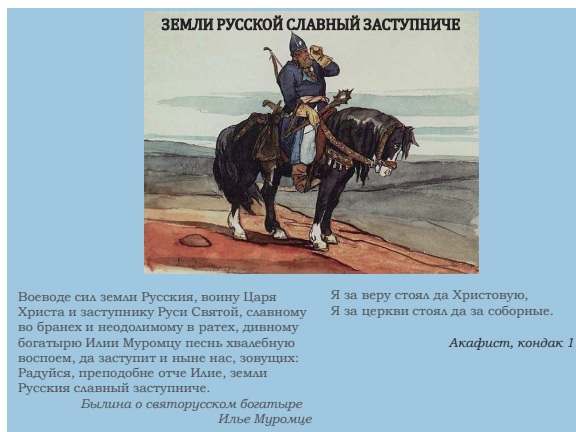 ЗЕМЛИ РУССКОЙ СЛАВНЫЙ ЗАСТУПНИЧЕ
Воеводе сил земли Русския, воину Царя
Христа и заступнику Руси Святой, славному
во бранех и неодолимому в ратех, дивному
богатырю Илии Муромцу песнь хвалебную
воспоем, да заступит и ныне нас, зовущих:
Радуйся, преподобне отче Илие, земли
Русския славный заступниче.
Былина о святорусском богатыре
Илье Муромце
Я за веру стоял да Христовую,
Я за церкви стоял да за соборные.
Акафист, кондак 1